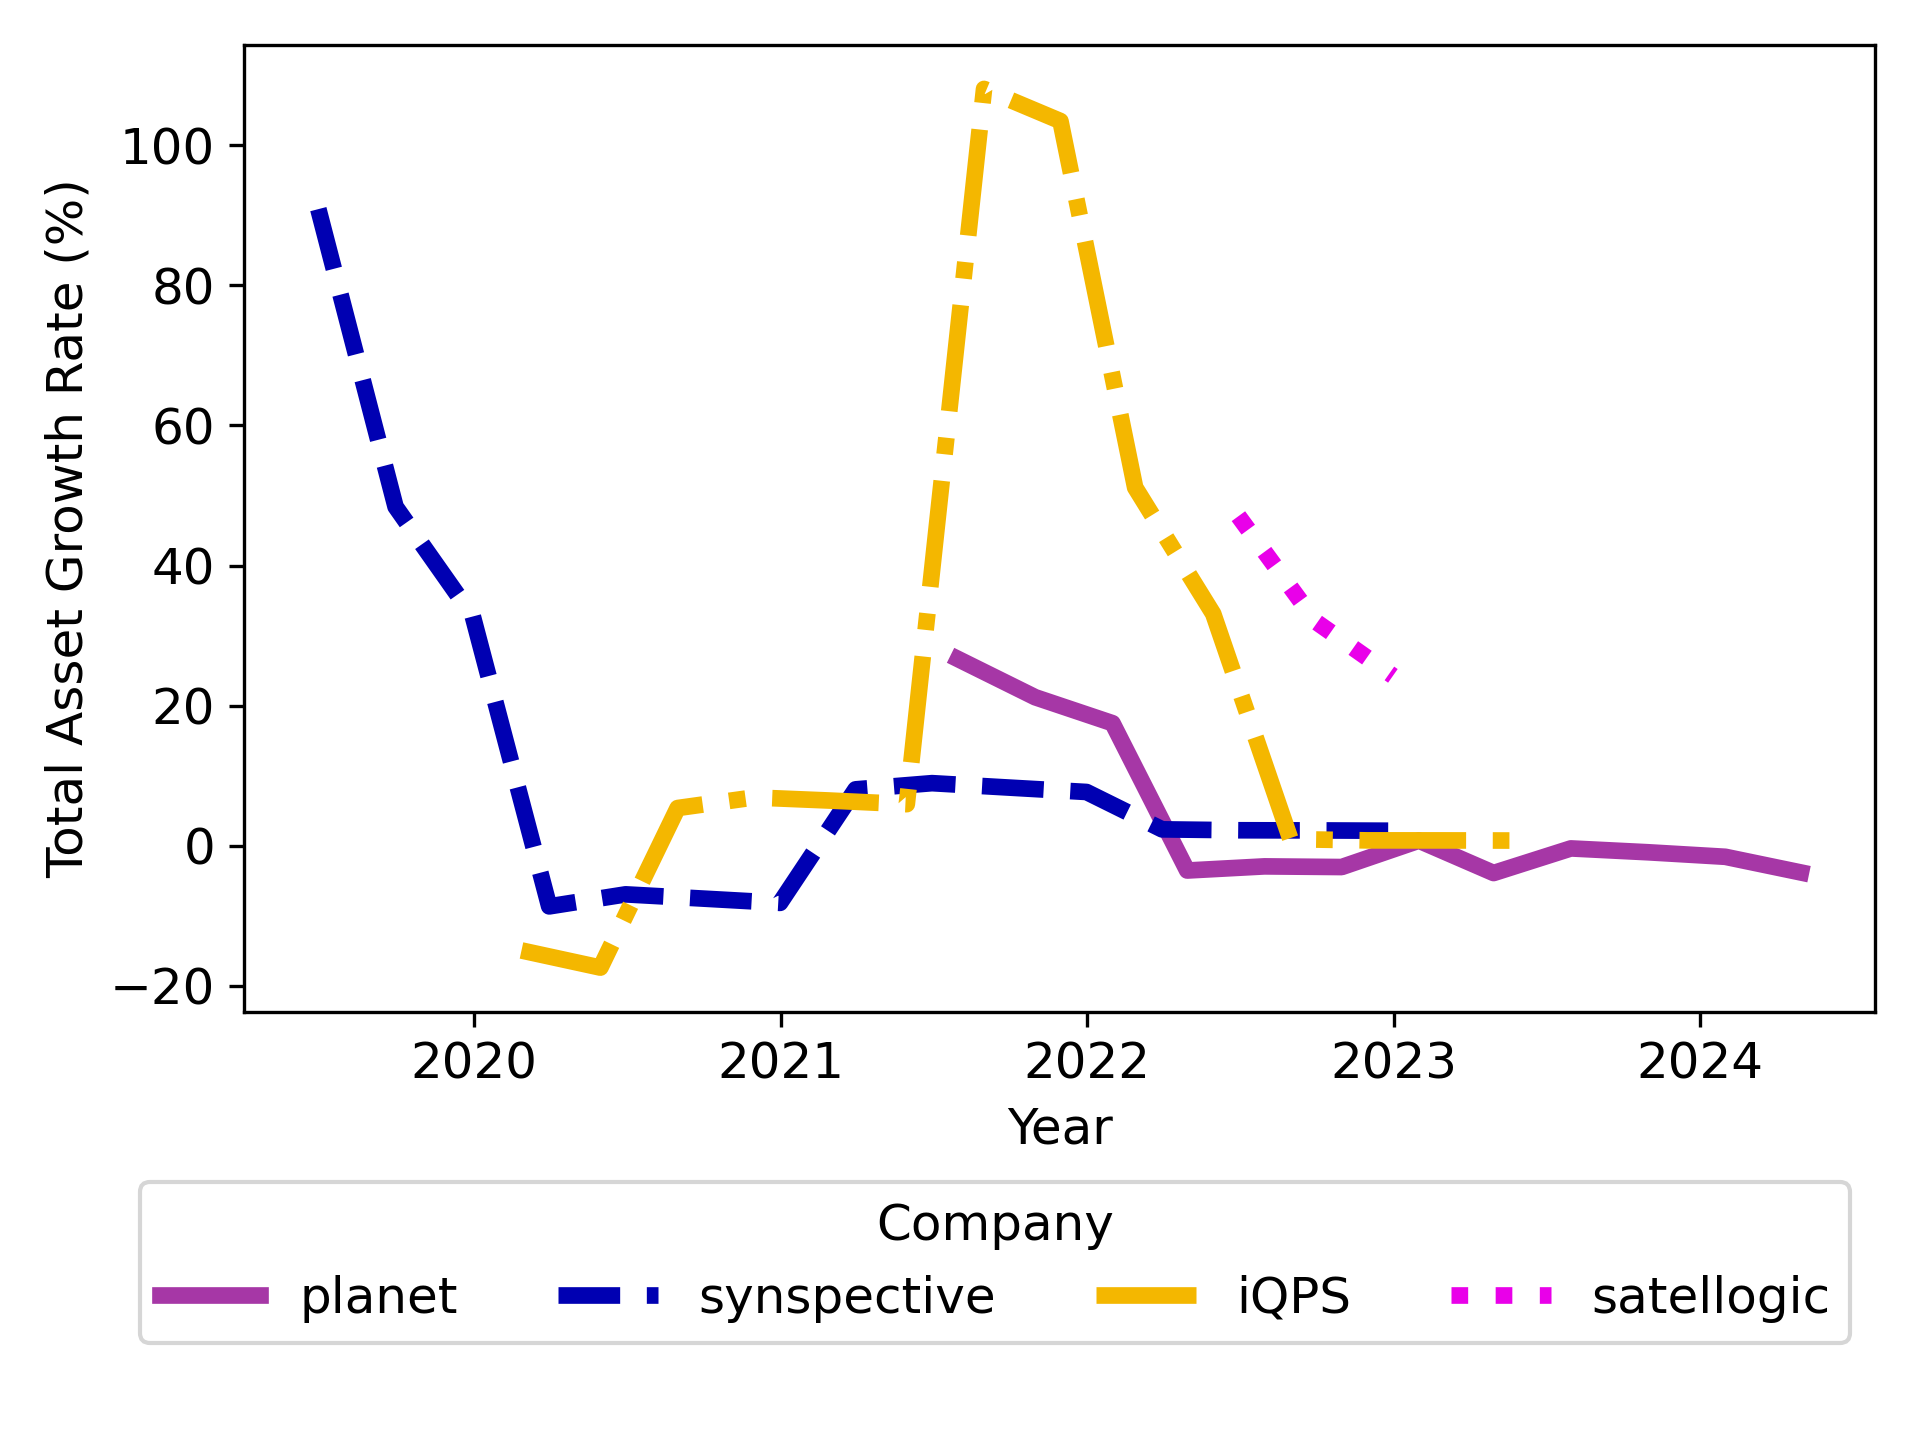 Total Asset Growth Rate (%)
100
80
60
40
20
0
−20
2020 2021 2022 2023 2024
Year
Company
planet synspective iQPS satellogic